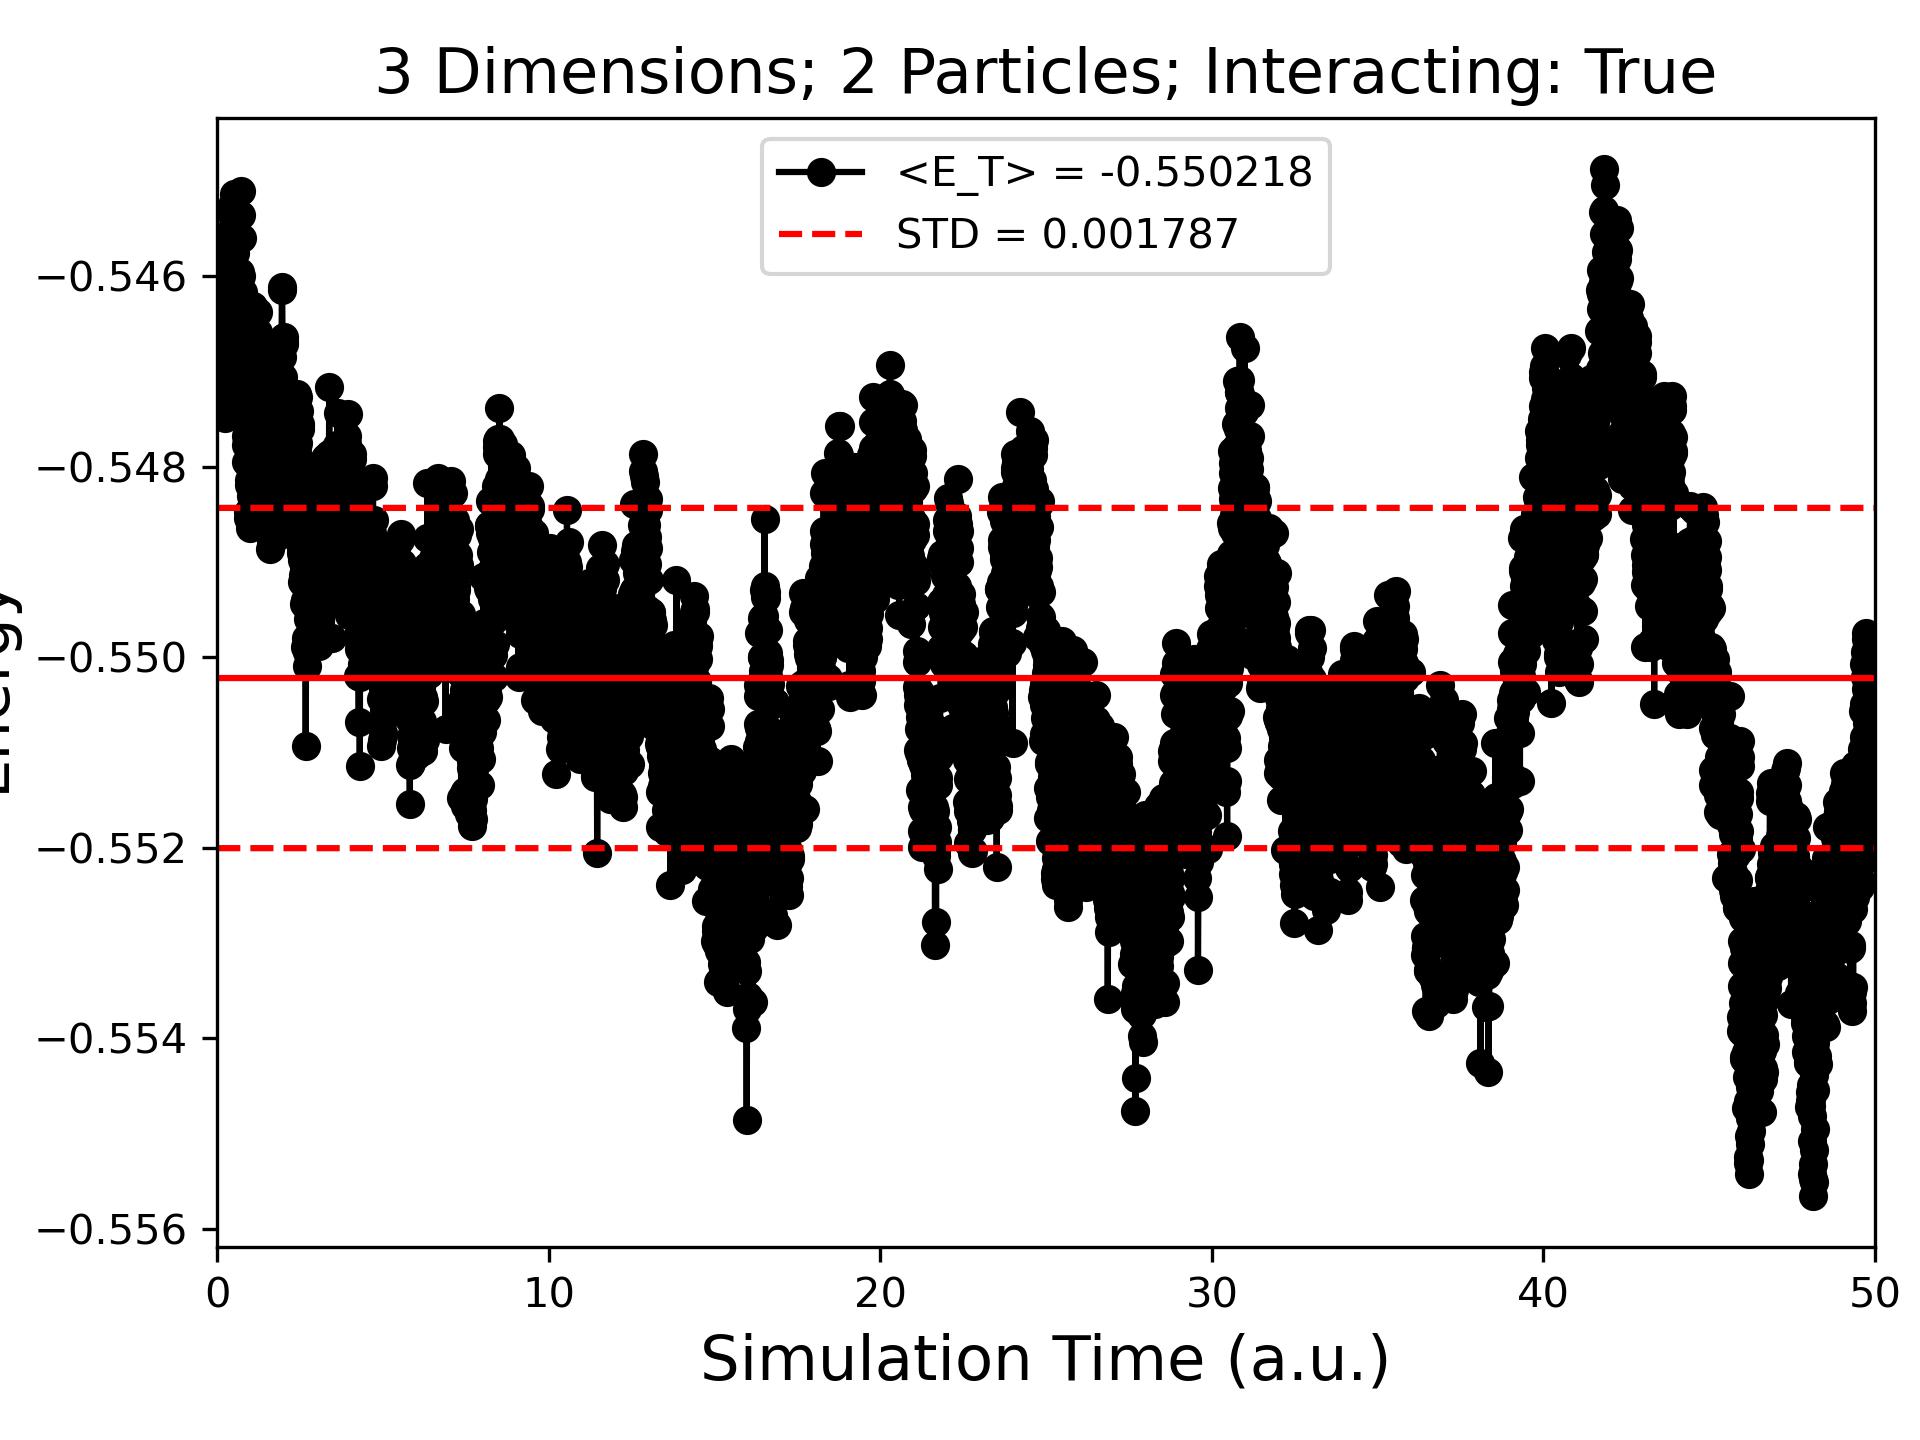 3 Dimensions; 2 Particles; Interacting: True
<E_T> = -0.550218
STD = 0.001787
Energy
−0.546
−0.548
−0.550
−0.552
−0.554
−0.556
0 10 20 30 40 50
Simulation Time (a.u.)